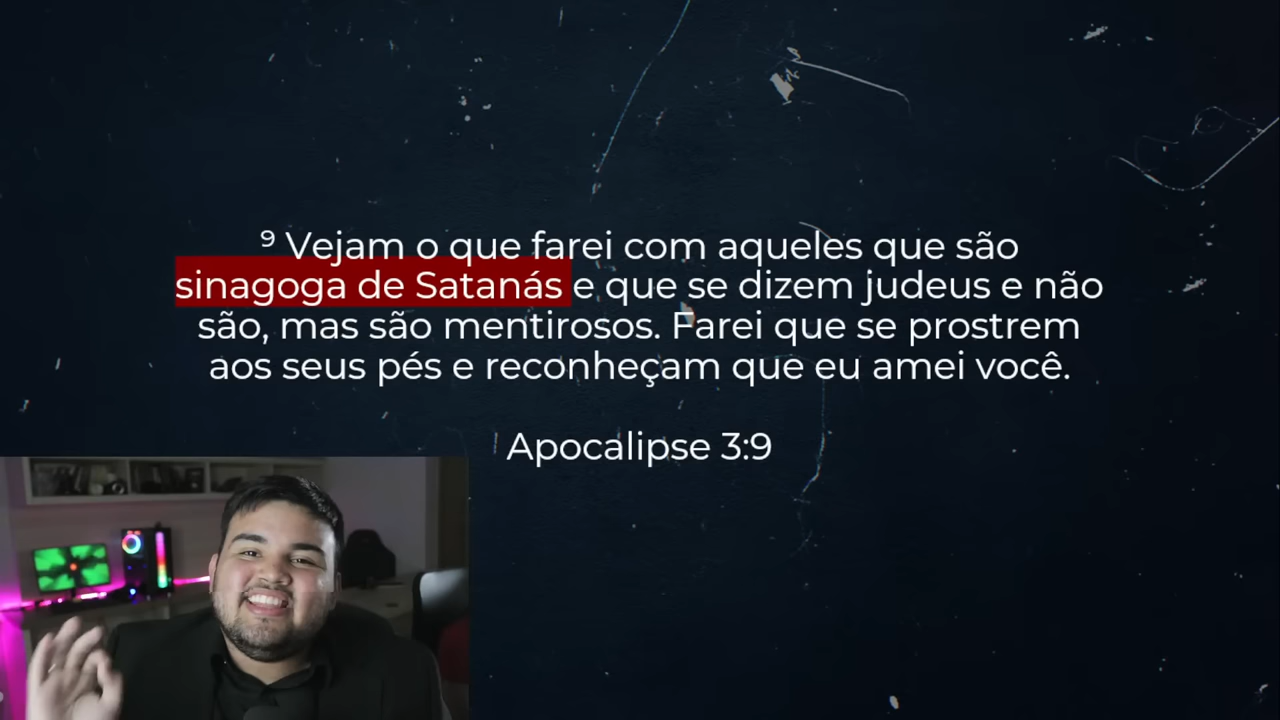 ⁹ Vejam o que farei com aqueles que são
sinagoga de Satanás e que se dizem judeus e não
são, mas são mentirosos. Farei que se prostrem
aos seus pés e reconheçam que eu amei você.
Apocalipse 3:9